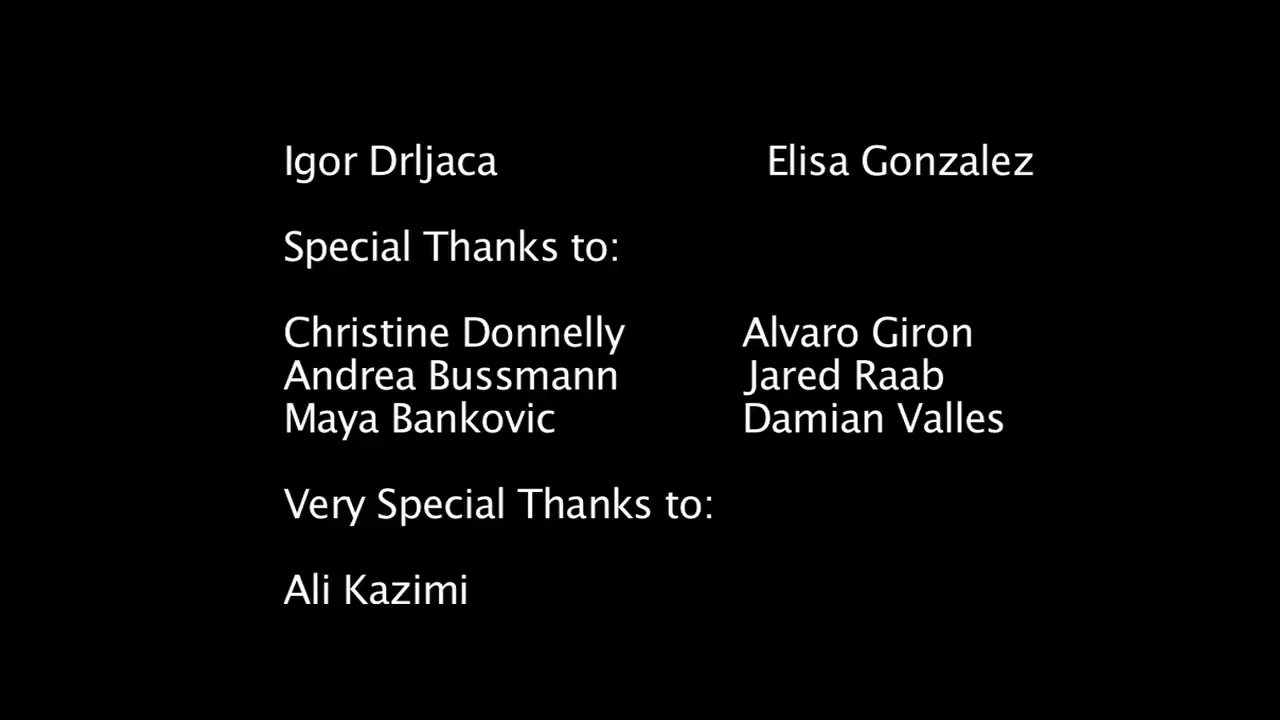 Igor Drljaca Elisa Gonzalez
Special Thanks to:
Christine Donnelly Alvaro Giron
Andrea Bussmann Jared Raab
Maya Bankovic Damian Valles
Very Special Thanks to:
Ali Kazimi